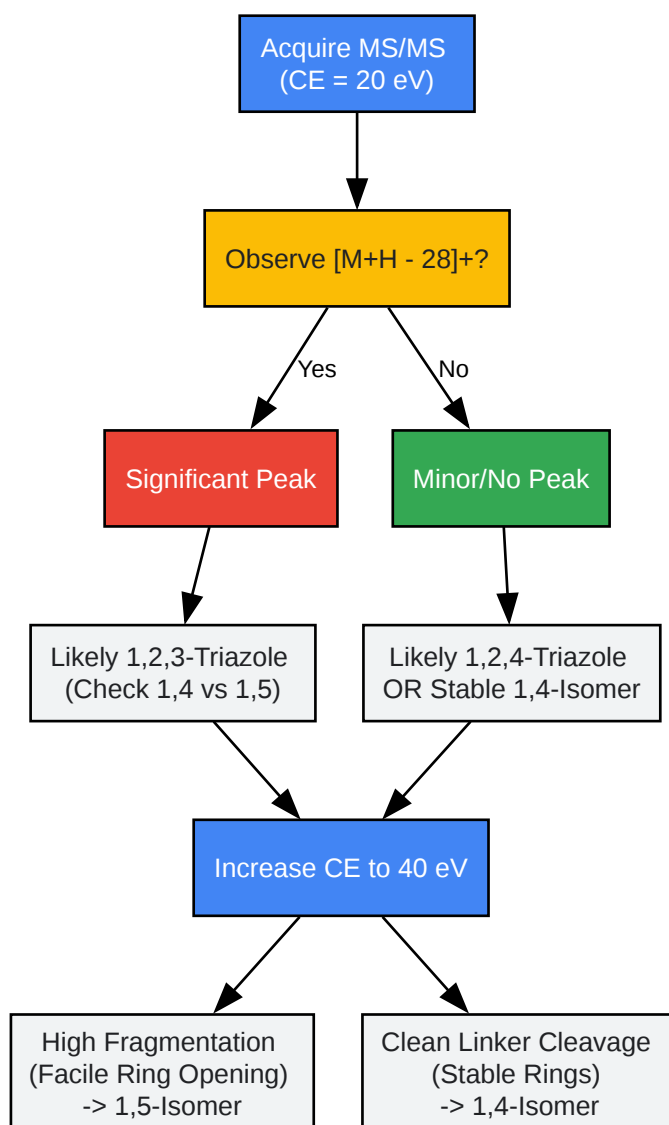 Acquire MS/MS
(CE = 20 eV)
Observe [M+H - 28]+?
Yes
No
Significant Peak
Minor/No Peak
Likely 1,2,3-Triazole
(Check 1,4 vs 1,5)
Likely 1,2,4-Triazole
OR Stable 1,4-Isomer
Increase CE to 40 eV
High Fragmentation
(Facile Ring Opening)
-> 1,5-Isomer
Clean Linker Cleavage
(Stable Rings)
-> 1,4-Isomer